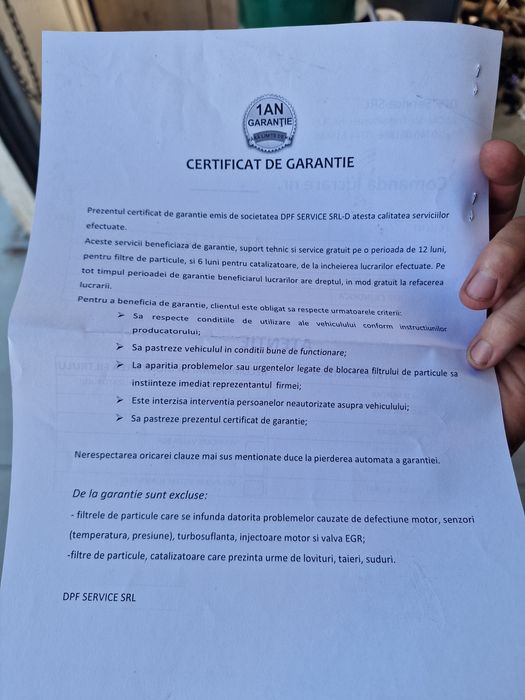 1AN
GARANTIE
CERTIFICAT DE GARANTIE
Prezentul certificat de garantie emis de societatea DPF SERVICE SRL-D atesta calitatea serviciilor
efectuate.
Aceste servicii beneficiaza de garantie, suport tehnic si service gratuit pe o perioada de 12 luni,
pentru filtre de particule, si 6 luni pentru catalizatoare, de la incheierea lucrarilor efectuate. Pe
tot timpul perioadei de garantie beneficiarul lucrarilor are dreptul, in mod gratuit la refacerea
lucrarii.
Pentru a beneficia de garantie, clientul este obligat sa respecte urmatoarele criterii:
➤ Sa respecte conditiile de utilizare ale vehiculului conform instructiunilor
producatorului;
➤ Sa pastreze vehiculul in conditii bune de functionare;
➤ La aparitia problemelor sau urgentelor legate de blocarea filtrului de particule sa
instiinteze imediat reprezentantul firmei;
➤ Este interzisa interventia persoanelor neautorizate asupra vehiculului;
➤ Sa pastreze prezentul certificat de garantie;
Nerespectarea oricarei clauze mai sus mentionate duce la pierderea automata a garantiei.
De la garantie sunt excluse:
- filtrele de particule care se infunda datorita problemelor cauzate de defectiune motor, senzori
(temperatura, presiune), turbosuflanta, injectoare motor si valva EGR;
-filtre de particule, catalizatoare care prezinta urme de lovituri, taieri, suduri.
DPF SERVICE SRL